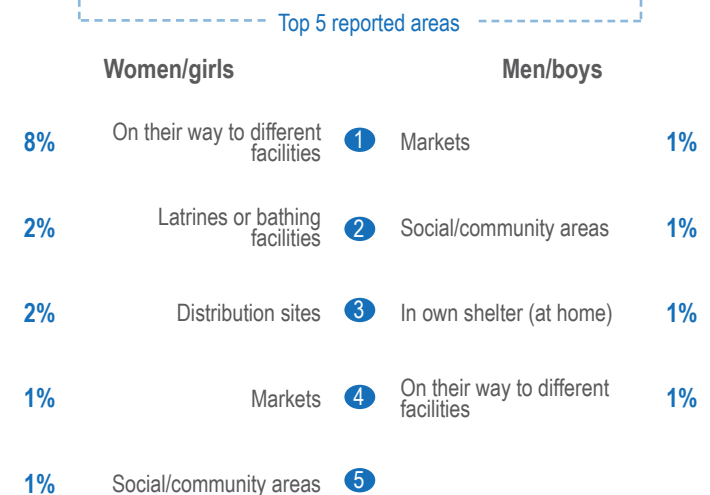 Top 5 reported areas
Women/girls
Men/boys
8%
On their way to different
facilities
1
Markets
1%
2%
Latrines or bathing
facilities
2
Social/community areas
1%
2%
Distribution sites
3
In own shelter (at home)
1%
1%
Markets
4
On their way to different
facilities
1%
1%
Social/community areas
5